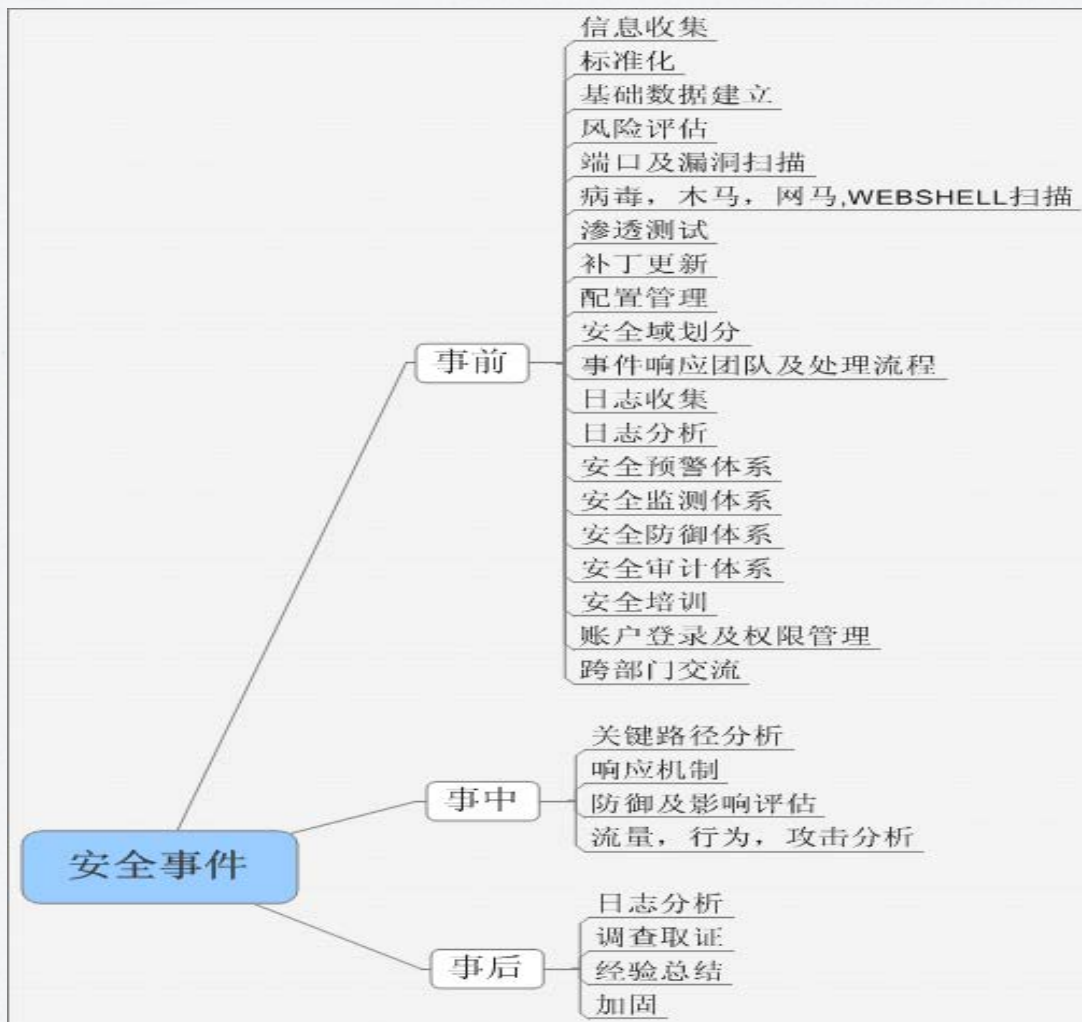 信息收集
标准化
基础数据建立
风险评估
端口及漏洞扫描
病毒，木马，网马,WEBSHELL扫描
渗透测试
补丁更新
配置管理
安全域划分
事前
事件响应团队及处理流程
日志收集
日志分析
安全预警体系
安全监测体系
安全防御体系
安全审计体系
安全培训
账户登录及权限管理
跨部门交流
关键路径分析
响应机制
事中
防御及影响评估
流量，行为，攻击分析
安全事件
日志分析
调查取证
事后
经验总结
加固